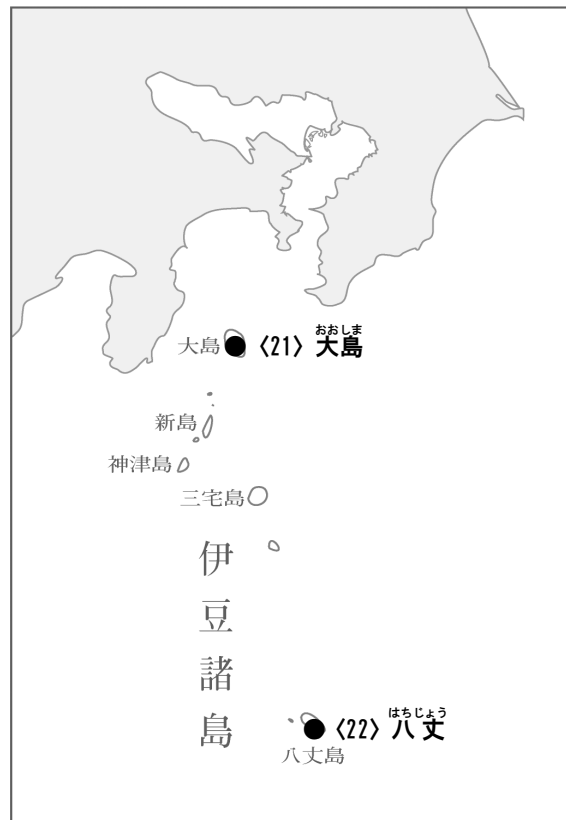 おおしま
大島 〈21〉 大島
新島
神津島
三宅島
伊豆諸島
はちじょう
〈22〉 八丈
八丈島